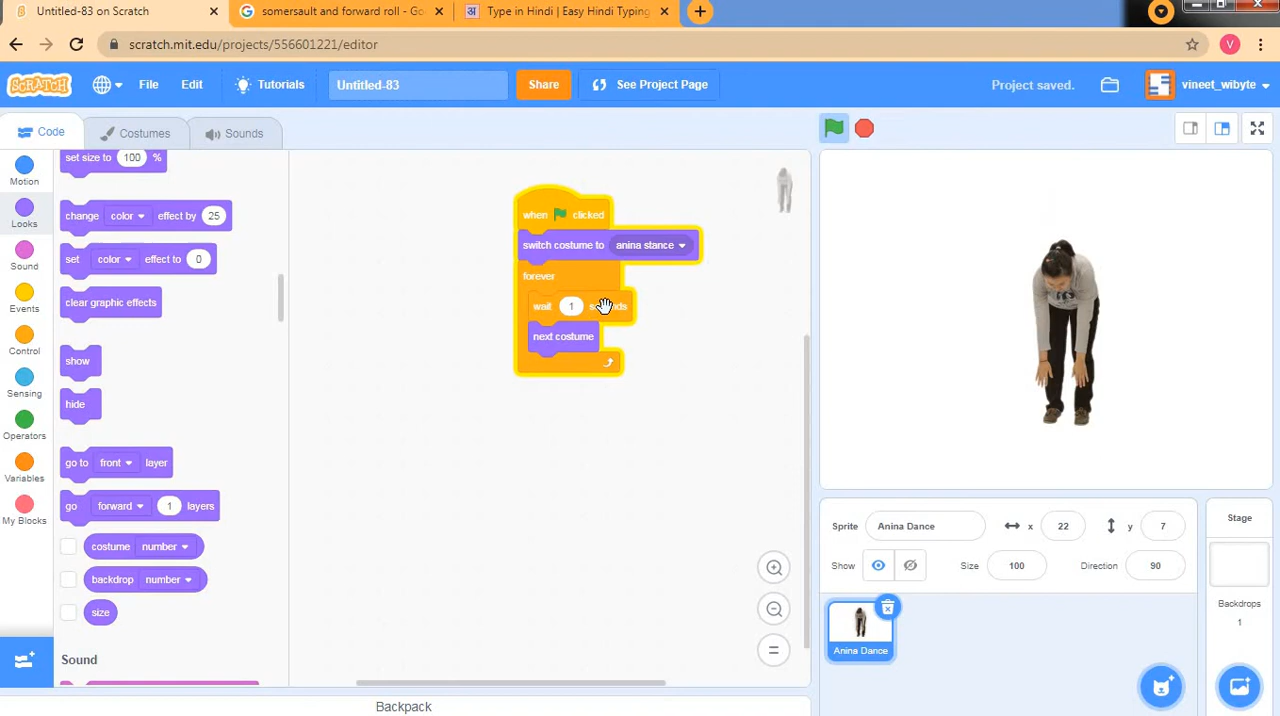 Untitled-83 on Scratch
somersault and forward roll - Go
Type in Hindi | Easy Hindi Typing
scratch.mit.edu/projects/556601221/editor
V
SCRATCH
File
Edit
Tutorials
Untitled-83
Share
See Project Page
Project saved.
vineet_wibyte
Code
Costumes
Sounds
Motion
Looks
Sound
Events
Control
Sensing
Operators
Variables
My Blocks
set size to 100 %
change color effect by 25
set color effect to 0
clear graphic effects
show
hide
go to front layer
go forward 1 layers
costume number
backdrop number
size
Sound
when clicked
switch costume to anina stance
forever
wait 1
next costume
Backpack
Sprite Anina Dance x 22 y 7
Show Size 100 Direction 90
Anina Dance
Stage
Backdrops
1